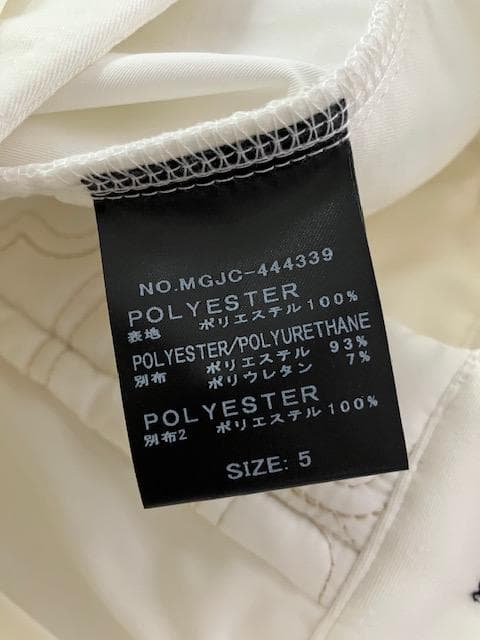 NO.MGJC-444339
POLYESTER
表地 ポリエステル100%
POLYESTER/POLYURETHANE
別布 ポリエステル 93%
ポリウレタン 7%
POLYESTER
別布2 ポリエステル100%
SIZE: 5